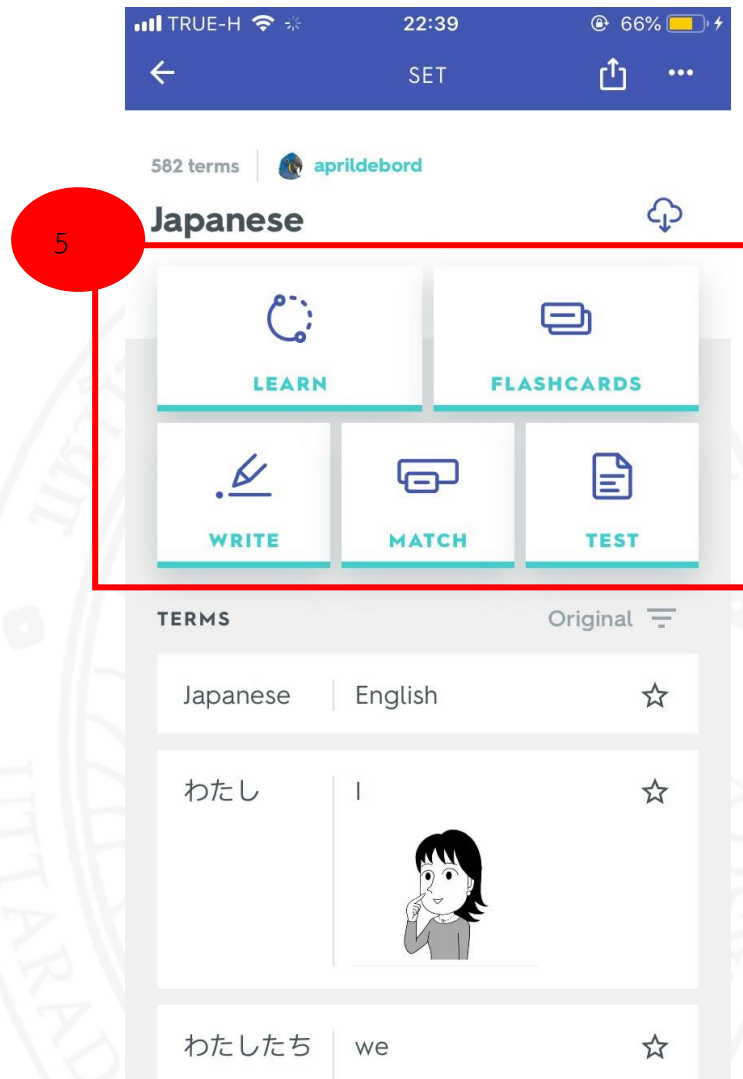 TRUE-H 22:39 66%
SET
582 terms aprildebord
Japanese
5
LEARN FLASHCARDS
WRITE MATCH TEST
TERMS Original
Japanese English
わたし I
わたしたち we